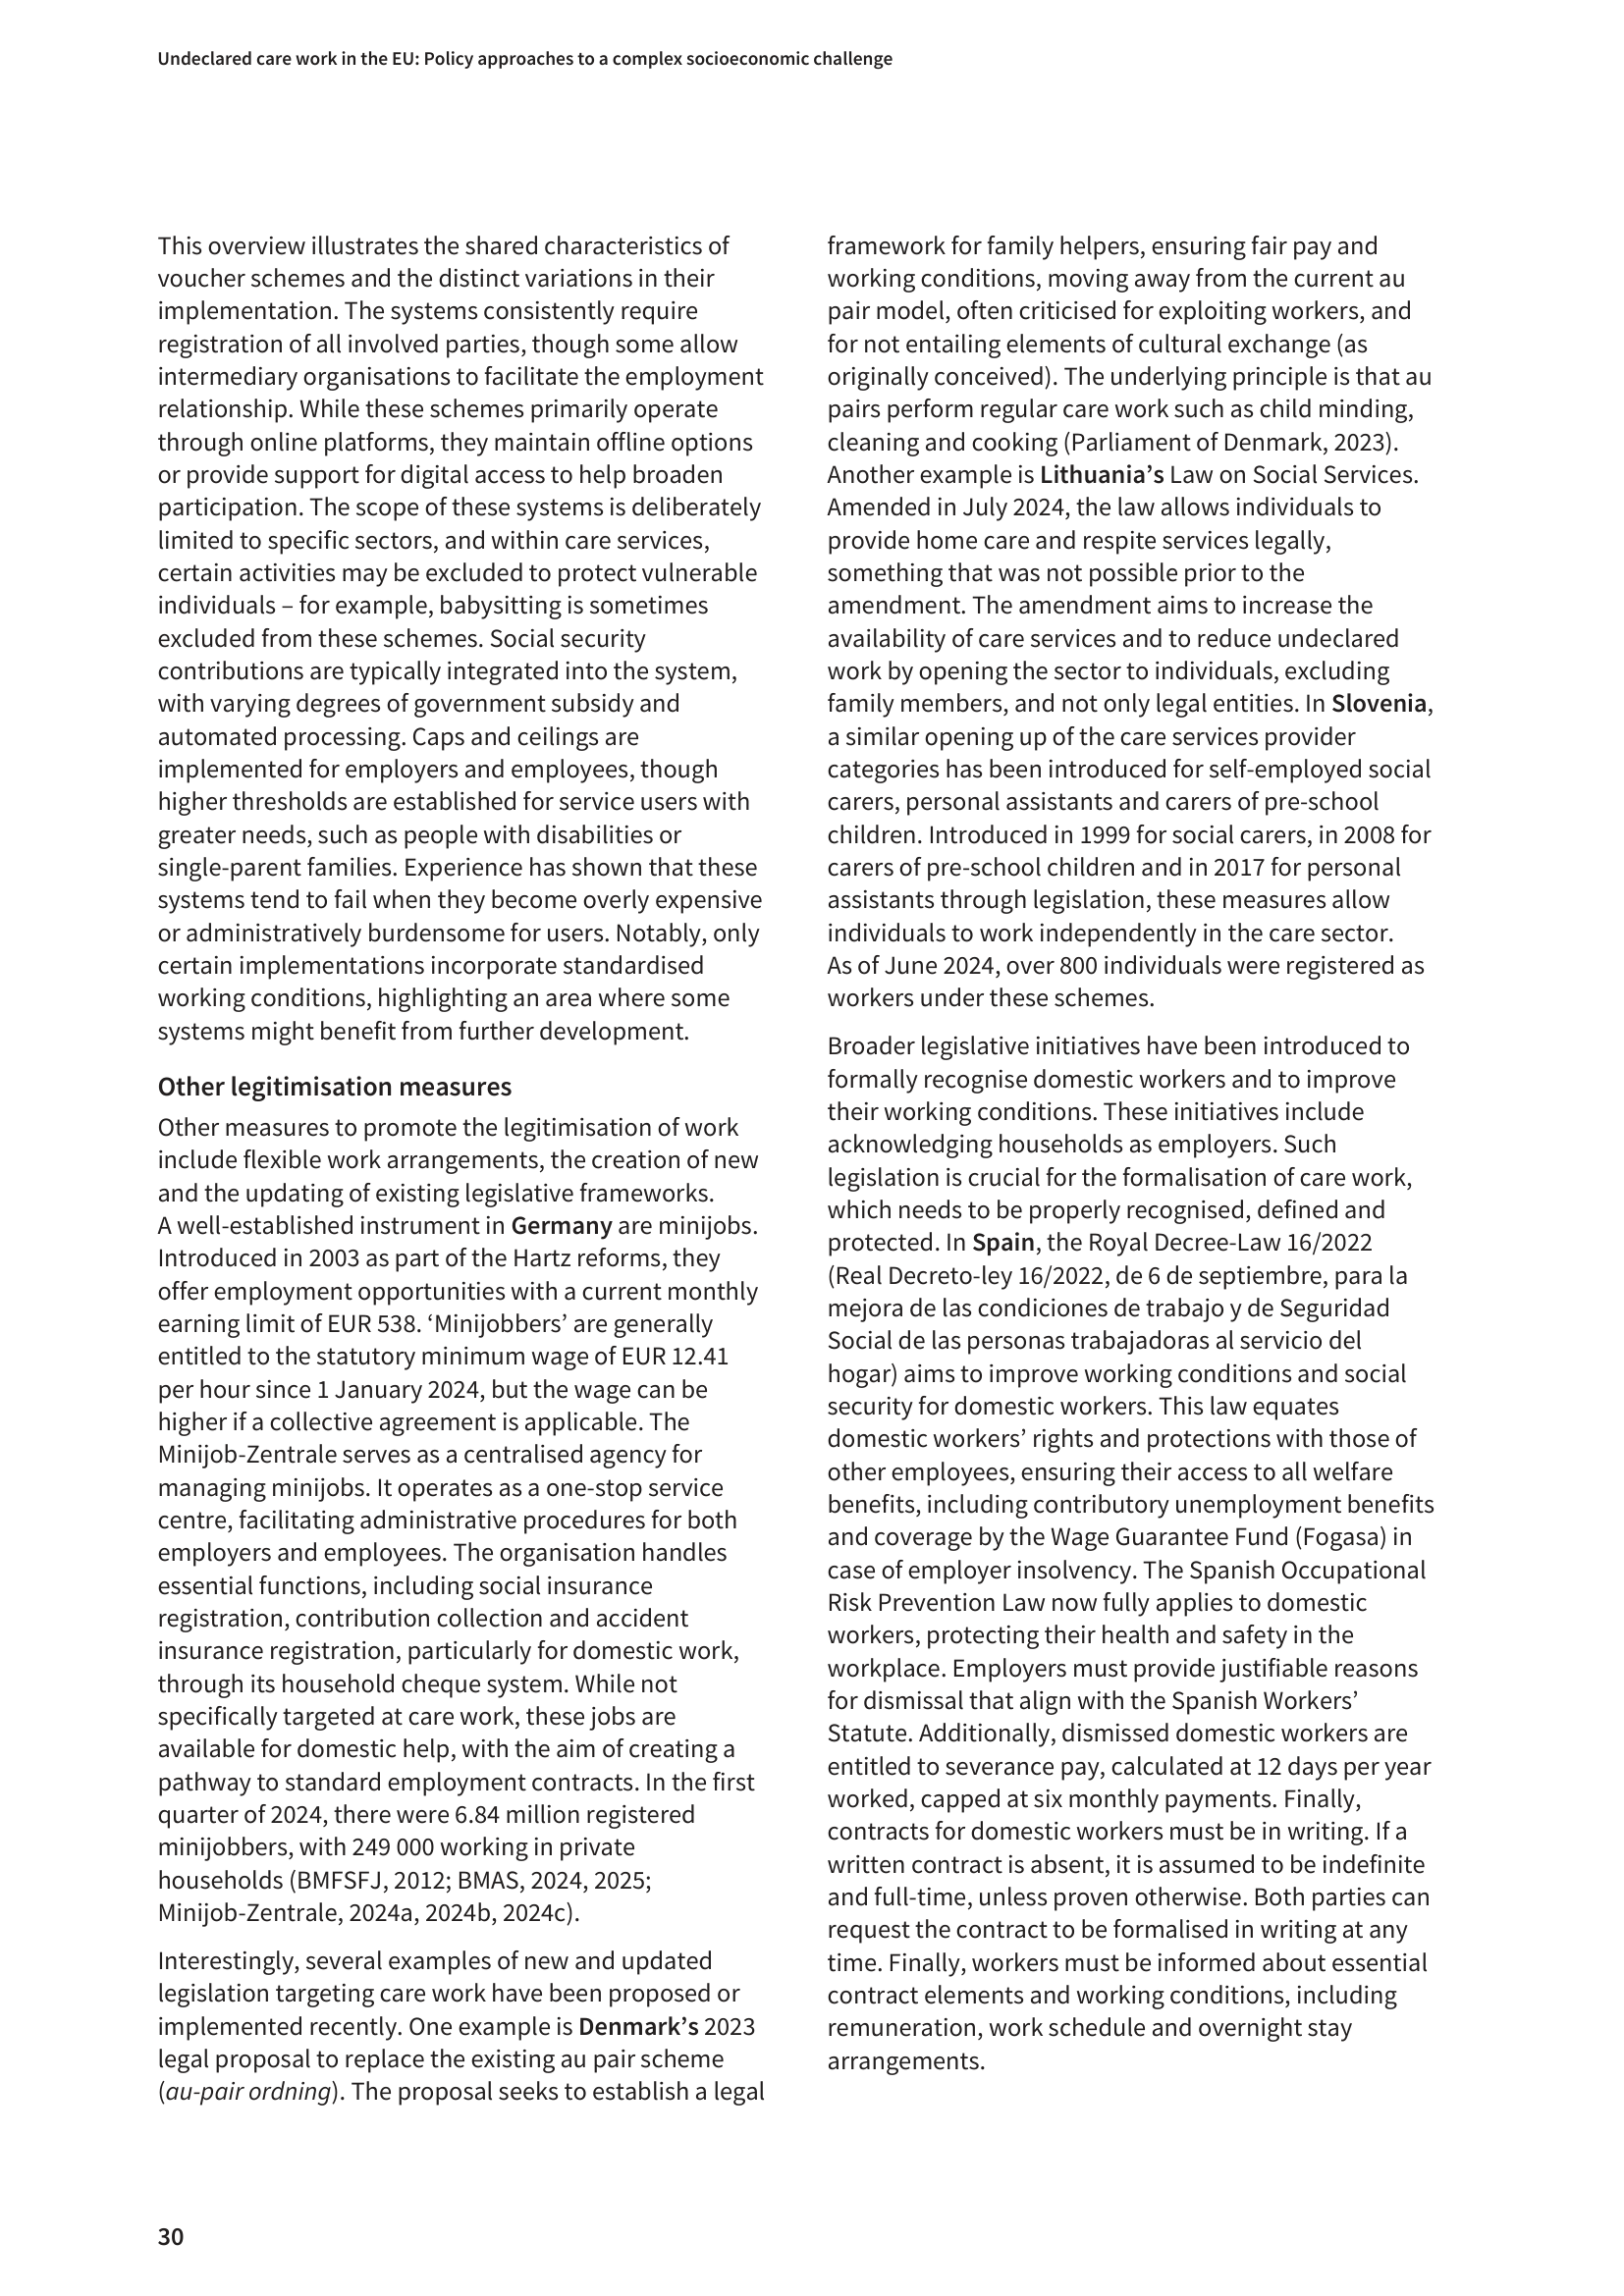 Undeclared care work in the EU: Policy approaches to a complex socioeconomic challenge
This overview illustrates the shared characteristics of
voucher schemes and the distinct variations in their
implementation. The systems consistently require
registration of all involved parties, though some allow
intermediary organisations to facilitate the employment
relationship. While these schemes primarily operate
through online platforms, they maintain offline options
or provide support for digital access to help broaden
participation. The scope of these systems is deliberately
limited to specific sectors, and within care services,
certain activities may be excluded to protect vulnerable
individuals – for example, babysitting is sometimes
excluded from these schemes. Social security
contributions are typically integrated into the system,
with varying degrees of government subsidy and
automated processing. Caps and ceilings are
implemented for employers and employees, though
higher thresholds are established for service users with
greater needs, such as people with disabilities or
single-parent families. Experience has shown that these
systems tend to fail when they become overly expensive
or administratively burdensome for users. Notably, only
certain implementations incorporate standardised
working conditions, highlighting an area where some
systems might benefit from further development.
Other legitimisation measures
Other measures to promote the legitimisation of work
include flexible work arrangements, the creation of new
and the updating of existing legislative frameworks.
A well-established instrument in Germany are minijobs.
Introduced in 2003 as part of the Hartz reforms, they
offer employment opportunities with a current monthly
earning limit of EUR 538. ‘Minijobbers’ are generally
entitled to the statutory minimum wage of EUR 12.41
per hour since 1 January 2024, but the wage can be
higher if a collective agreement is applicable. The
Minijob-Zentrale serves as a centralised agency for
managing minijobs. It operates as a one-stop service
centre, facilitating administrative procedures for both
employers and employees. The organisation handles
essential functions, including social insurance
registration, contribution collection and accident
insurance registration, particularly for domestic work,
through its household cheque system. While not
specifically targeted at care work, these jobs are
available for domestic help, with the aim of creating a
pathway to standard employment contracts. In the first
quarter of 2024, there were 6.84 million registered
minijobbers, with 249 000 working in private
households (BMFSFJ, 2012; BMAS, 2024, 2025;
Minijob-Zentrale, 2024a, 2024b, 2024c).
Interestingly, several examples of new and updated
legislation targeting care work have been proposed or
implemented recently. One example is Denmark’s 2023
legal proposal to replace the existing au pair scheme
(au-pair ordning). The proposal seeks to establish a legal
framework for family helpers, ensuring fair pay and
working conditions, moving away from the current au
pair model, often criticised for exploiting workers, and
for not entailing elements of cultural exchange (as
originally conceived). The underlying principle is that au
pairs perform regular care work such as child minding,
cleaning and cooking (Parliament of Denmark, 2023).
Another example is Lithuania’s Law on Social Services.
Amended in July 2024, the law allows individuals to
provide home care and respite services legally,
something that was not possible prior to the
amendment. The amendment aims to increase the
availability of care services and to reduce undeclared
work by opening the sector to individuals, excluding
family members, and not only legal entities. In Slovenia,
a similar opening up of the care services provider
categories has been introduced for self-employed social
carers, personal assistants and carers of pre-school
children. Introduced in 1999 for social carers, in 2008 for
carers of pre-school children and in 2017 for personal
assistants through legislation, these measures allow
individuals to work independently in the care sector.
As of June 2024, over 800 individuals were registered as
workers under these schemes.
Broader legislative initiatives have been introduced to
formally recognise domestic workers and to improve
their working conditions. These initiatives include
acknowledging households as employers. Such
legislation is crucial for the formalisation of care work,
which needs to be properly recognised, defined and
protected. In Spain, the Royal Decree-Law 16/2022
(Real Decreto-ley 16/2022, de 6 de septiembre, para la
mejora de las condiciones de trabajo y de Seguridad
Social de las personas trabajadoras al servicio del
hogar) aims to improve working conditions and social
security for domestic workers. This law equates
domestic workers’ rights and protections with those of
other employees, ensuring their access to all welfare
benefits, including contributory unemployment benefits
and coverage by the Wage Guarantee Fund (Fogasa) in
case of employer insolvency. The Spanish Occupational
Risk Prevention Law now fully applies to domestic
workers, protecting their health and safety in the
workplace. Employers must provide justifiable reasons
for dismissal that align with the Spanish Workers’
Statute. Additionally, dismissed domestic workers are
entitled to severance pay, calculated at 12 days per year
worked, capped at six monthly payments. Finally,
contracts for domestic workers must be in writing. If a
written contract is absent, it is assumed to be indefinite
and full-time, unless proven otherwise. Both parties can
request the contract to be formalised in writing at any
time. Finally, workers must be informed about essential
contract elements and working conditions, including
remuneration, work schedule and overnight stay
arrangements.
30